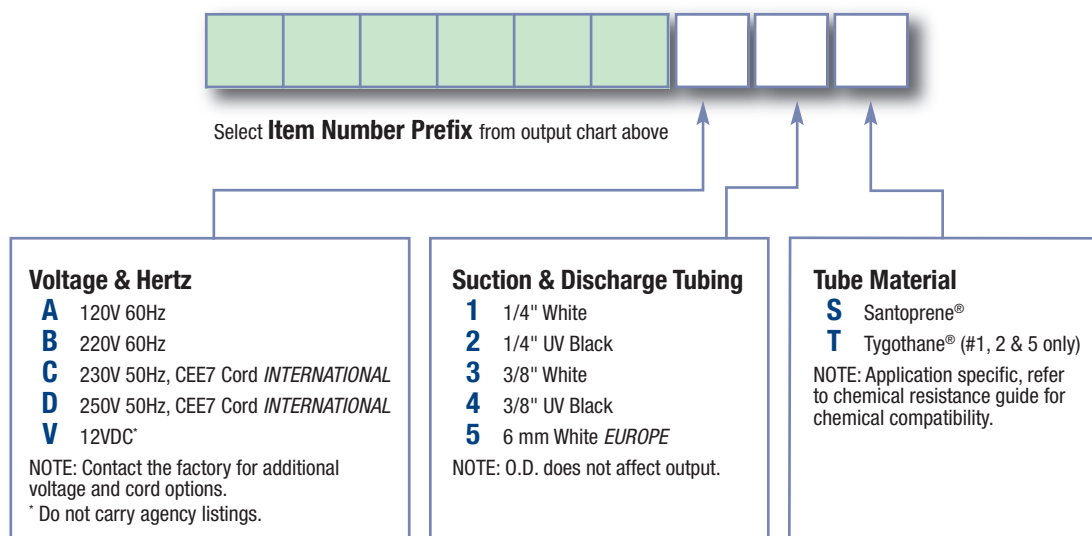 Select Item Number Prefix from output chart above
Voltage & Hertz
A 120V 60Hz
B 220V 60Hz
C 230V 50Hz, CEE7 Cord INTERNATIONAL
D 250V 50Hz, CEE7 Cord INTERNATIONAL
V 12VDC*
NOTE: Contact the factory for additional
voltage and cord options.
* Do not carry agency listings.
Suction & Discharge Tubing
1 1/4" White
2 1/4" UV Black
3 3/8" White
4 3/8" UV Black
5 6 mm White EUROPE
NOTE: O.D. does not affect output.
Tube Material
S Santoprene®
T Tygothane® (#1, 2 & 5 only)
NOTE: Application specific, refer
to chemical resistance guide for
chemical compatibility.